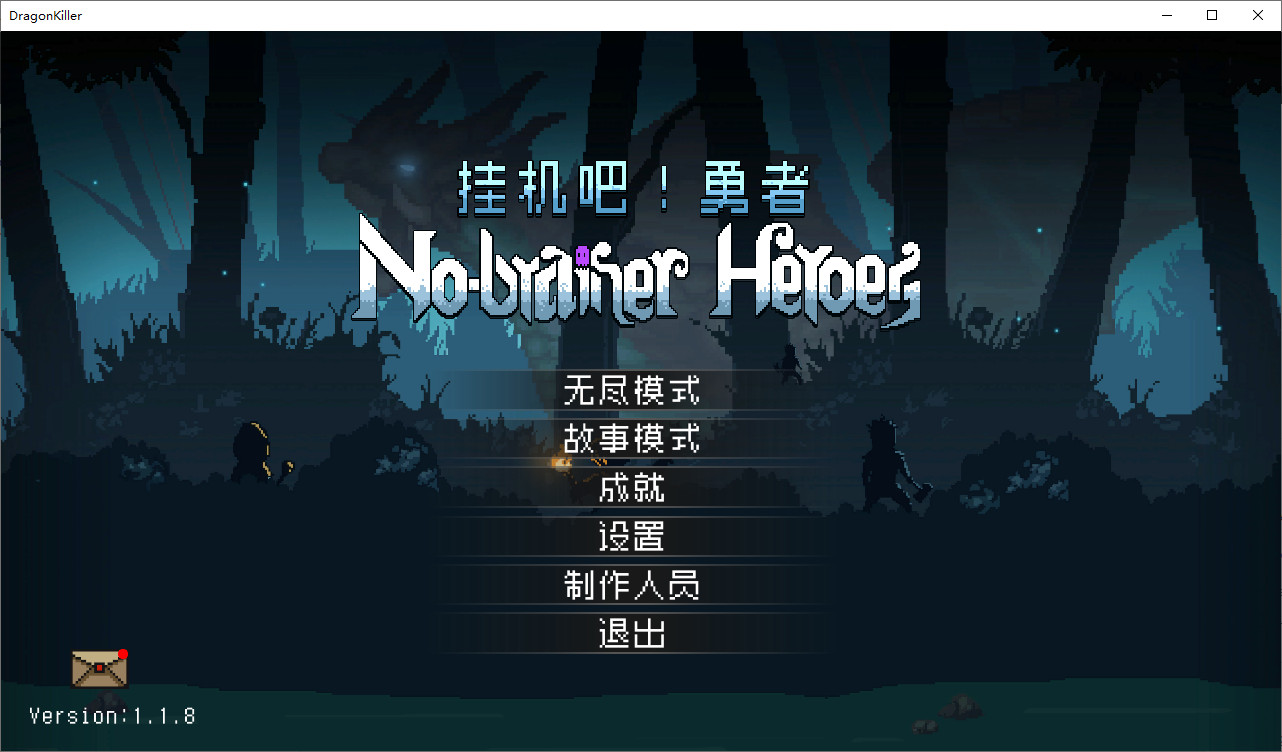 DragonKiller
挂机吧！勇者
No-brainer Heroes
无尽模式
故事模式
成就
设置
制作人员
退出
Version:1.1.8